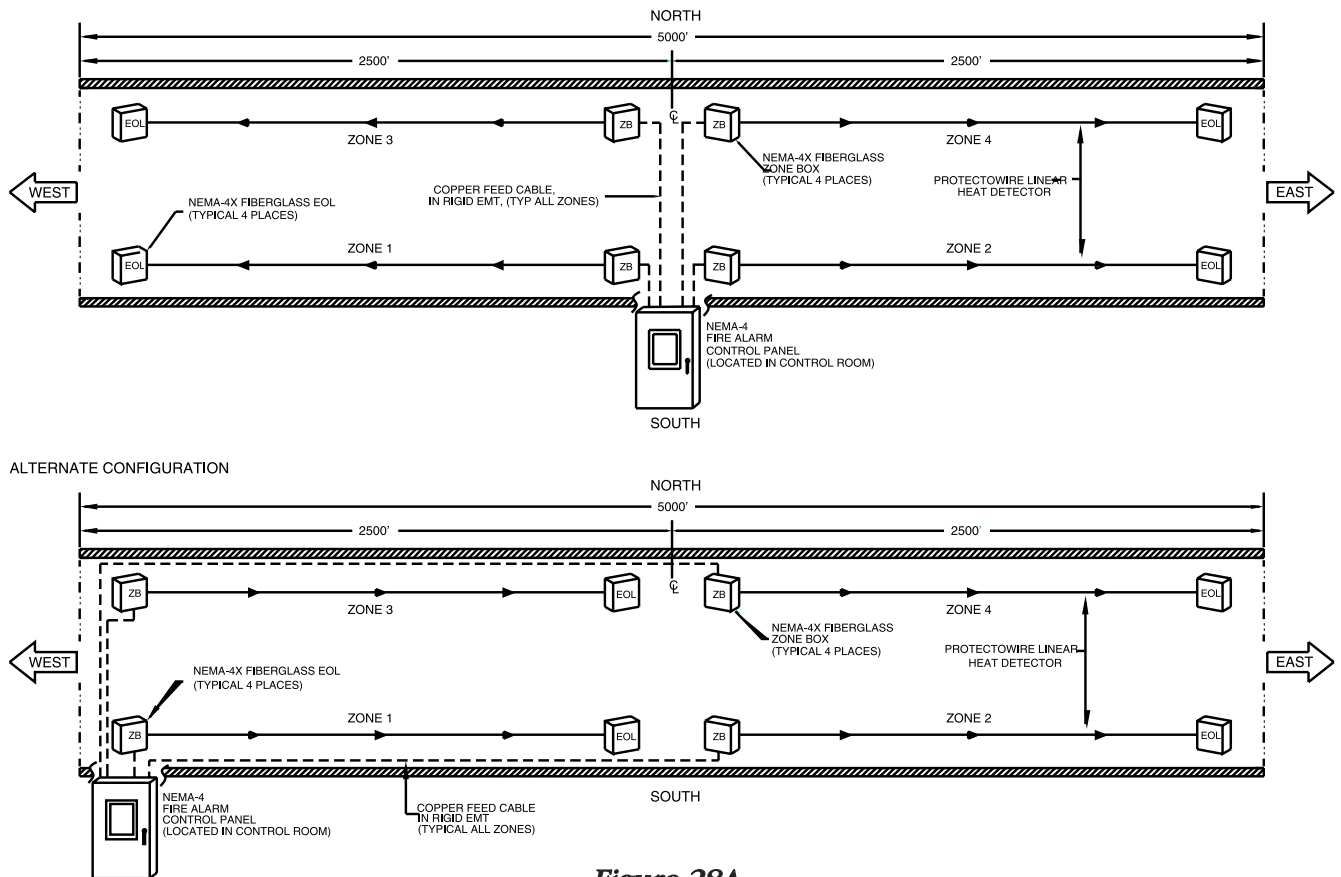 NORTH
5000'
2500' 2500'
EOL ZB ℄ ZB EOL
ZONE 3 ZONE 4
NEMA-4X FIBERGLASS
ZONE BOX
(TYPICAL 4 PLACES)
COPPER FEED CABLE,
IN RIGID EMT, (TYP ALL ZONES)
PROTECTOWIRE LINEAR
HEAT DETECTOR
WEST EAST
NEMA-4X FIBERGLASS EOL
(TYPICAL 4 PLACES)
ZONE 1 ZONE 2
EOL ZB ZB EOL
NEMA-4
FIRE ALARM
CONTROL PANEL
(LOCATED IN CONTROL ROOM)
SOUTH
ALTERNATE CONFIGURATION
NORTH
5000'
2500' 2500'
ZB EOL ℄ ZB EOL
ZONE 3 ZONE 4
NEMA-4X FIBERGLASS
ZONE BOX
(TYPICAL 4 PLACES)
PROTECTOWIRE LINEAR
HEAT DETECTOR
WEST EAST
NEMA-4X FIBERGLASS EOL
(TYPICAL 4 PLACES)
ZONE 1 ZONE 2
ZB EOL ZB EOL
SOUTH
NEMA-4
FIRE ALARM
CONTROL PANEL
(LOCATED IN CONTROL ROOM)
COPPER FEED CABLE
IN RIGID EMT
(TYPICAL ALL ZONES)
Figure 28A